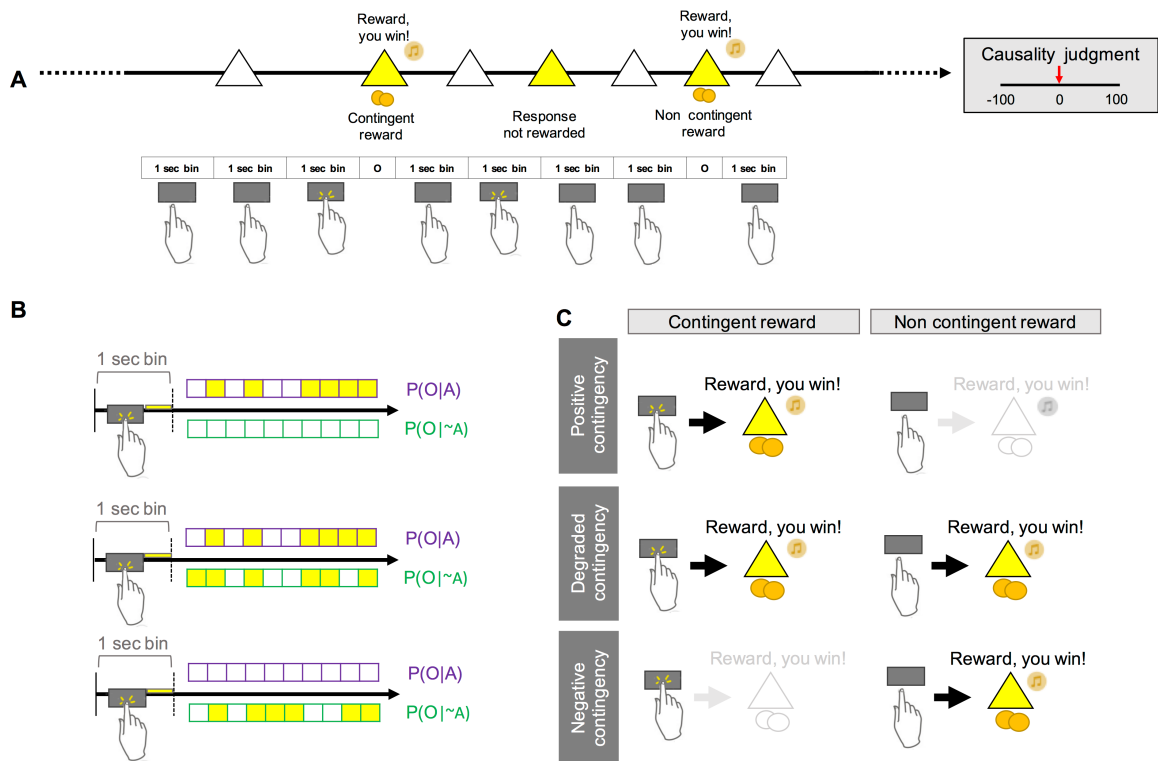 A
Reward,
you win!
Reward,
you win!
Contingent
reward
Response
not rewarded
Non contingent
reward
Causality judgment
-100 0 100
1 sec bin 1 sec bin 1 sec bin O 1 sec bin 1 sec bin 1 sec bin 1 sec bin O 1 sec bin
B
1 sec bin
P(O|A)
P(O|~A)
1 sec bin
P(O|A)
P(O|~A)
1 sec bin
P(O|A)
P(O|~A)
C
Contingent reward Non contingent reward
Positive
contingency
Reward, you win! Reward, you win!
Degraded
contingency
Reward, you win! Reward, you win!
Negative
contingency
Reward, you win! Reward, you win!